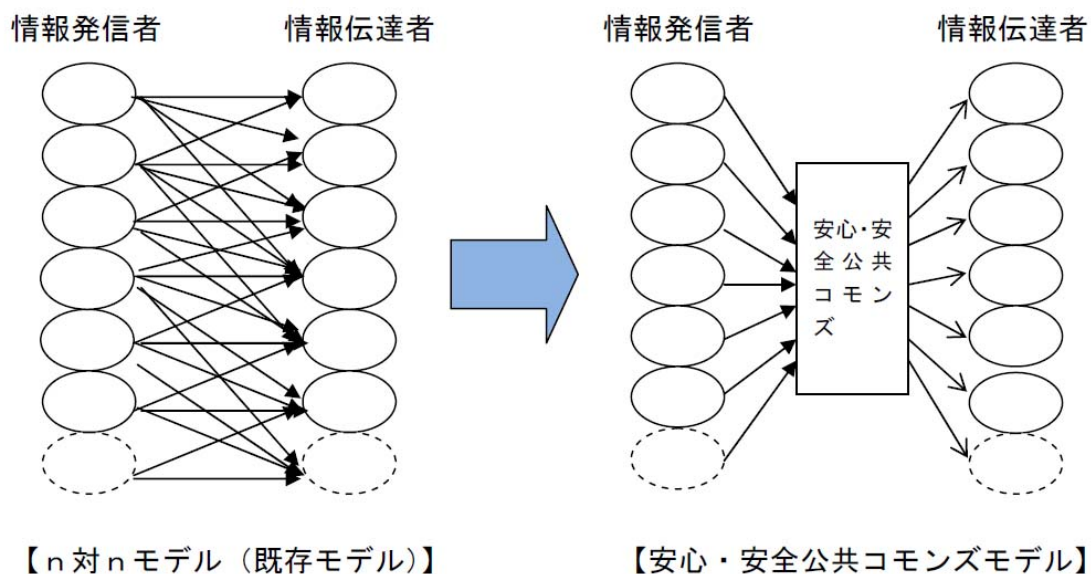 情報発信者
情報伝達者
情報発信者
情報伝達者
安心・安
全公共
コモン
ズ
【n対nモデル（既存モデル）】
【安心・安全公共コモンズモデル】